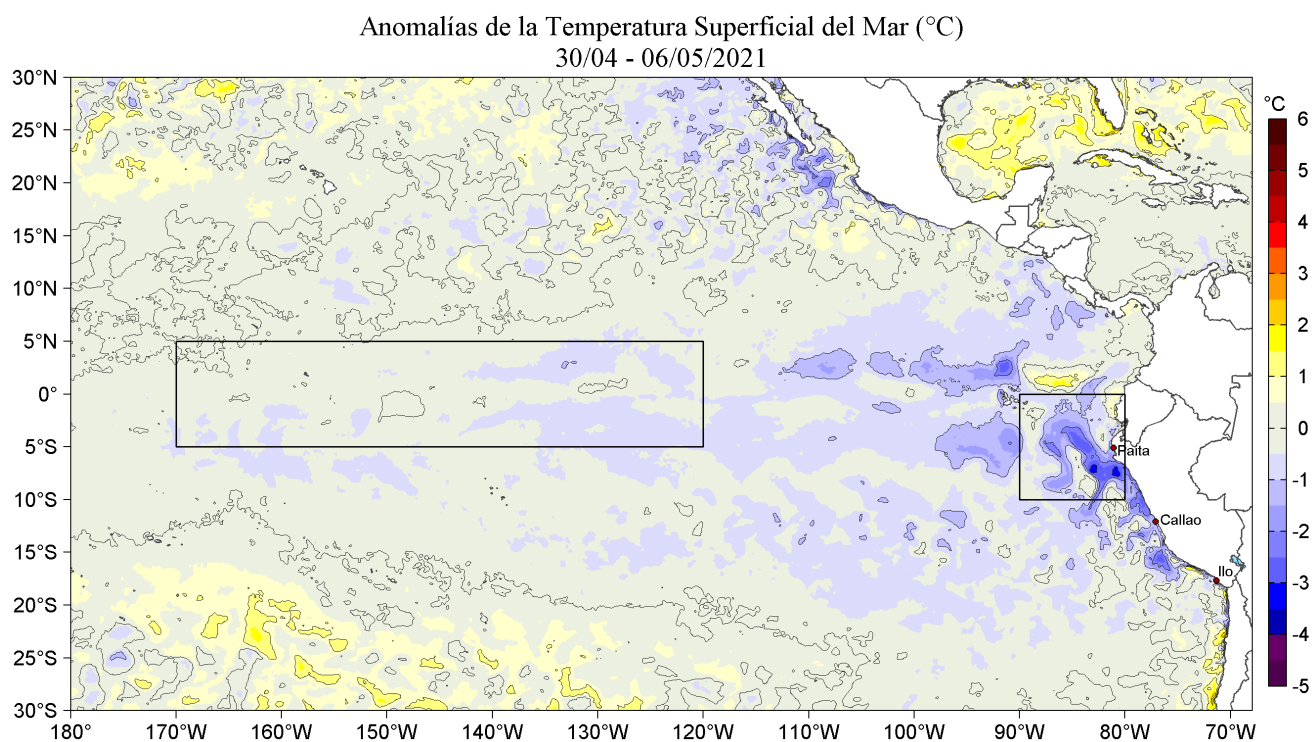 Anomalías de la Temperatura Superficial del Mar (°C)
30/04 - 06/05/2021
30°N
25°N
20°N
15°N
10°N
5°N
0°
5°S
10°S
15°S
20°S
25°S
30°S
180°
170°W
160°W
150°W
140°W
130°W
120°W
110°W
100°W
90°W
80°W
70°W
Paita
Callao
Ilo
°C
6
5
4
3
2
1
0
-1
-2
-3
-4
-5